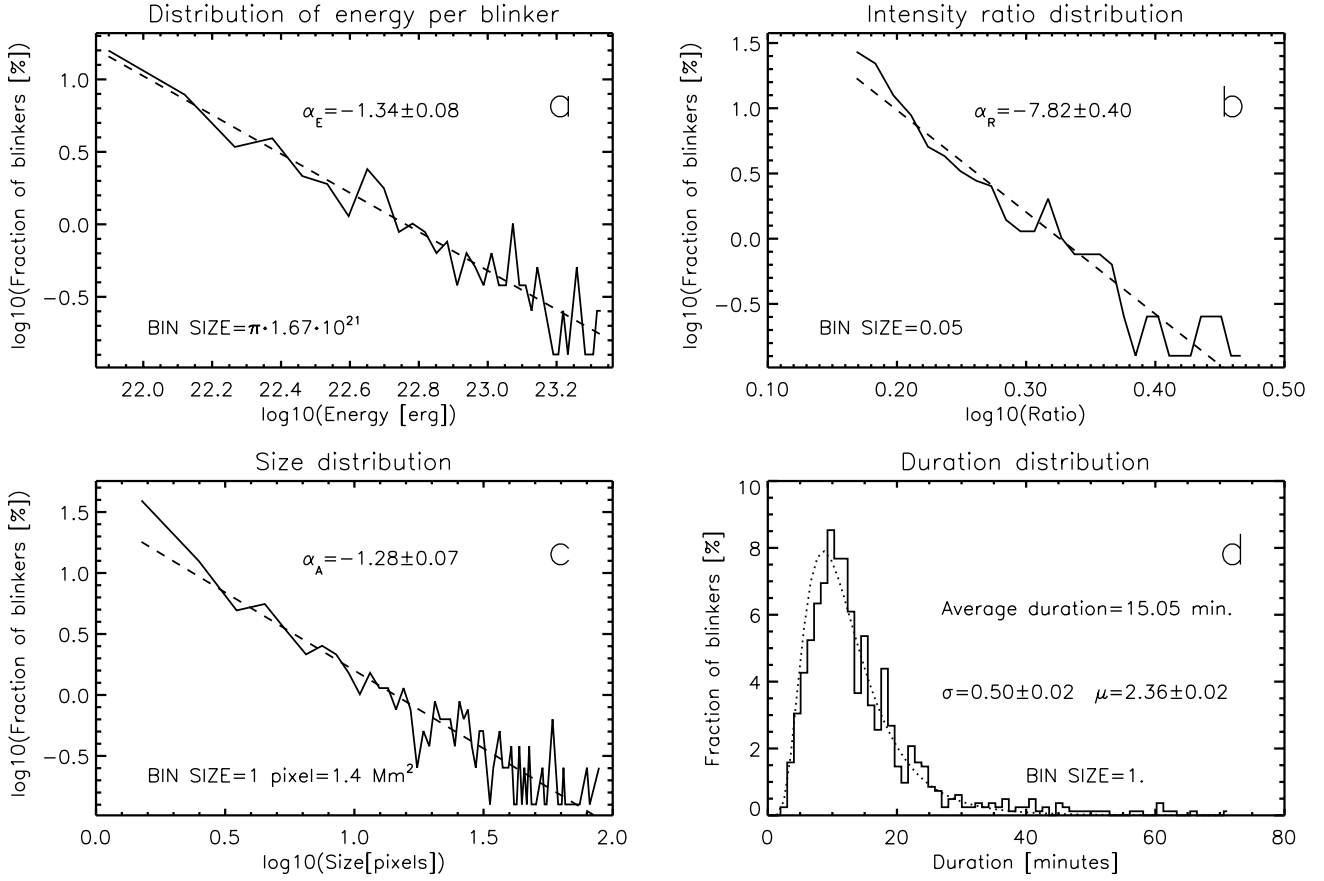 Distribution of energy per blinker
log10(Fraction of blinkers [%])
1.0
0.5
0.0
−0.5
α_E=−1.34±0.08
a
BIN SIZE=π·1.67·10²¹
22.0 22.2 22.4 22.6 22.8 23.0 23.2
log10(Energy [erg])
Intensity ratio distribution
log10(Fraction of blinkers [%])
1.5
1.0
0.5
0.0
−0.5
α_R=−7.82±0.40
b
BIN SIZE=0.05
0.10 0.20 0.30 0.40 0.50
log10(Ratio)
Size distribution
log10(Fraction of blinkers [%])
1.5
1.0
0.5
0.0
−0.5
α_A=−1.28±0.07
c
BIN SIZE=1 pixel=1.4 Mm²
0.0 0.5 1.0 1.5 2.0
log10(Size[pixels])
Duration distribution
Fraction of blinkers [%]
10
8
6
4
2
0
d
Average duration=15.05 min.
σ=0.50±0.02 μ=2.36±0.02
BIN SIZE=1.
0 20 40 60 80
Duration [minutes]